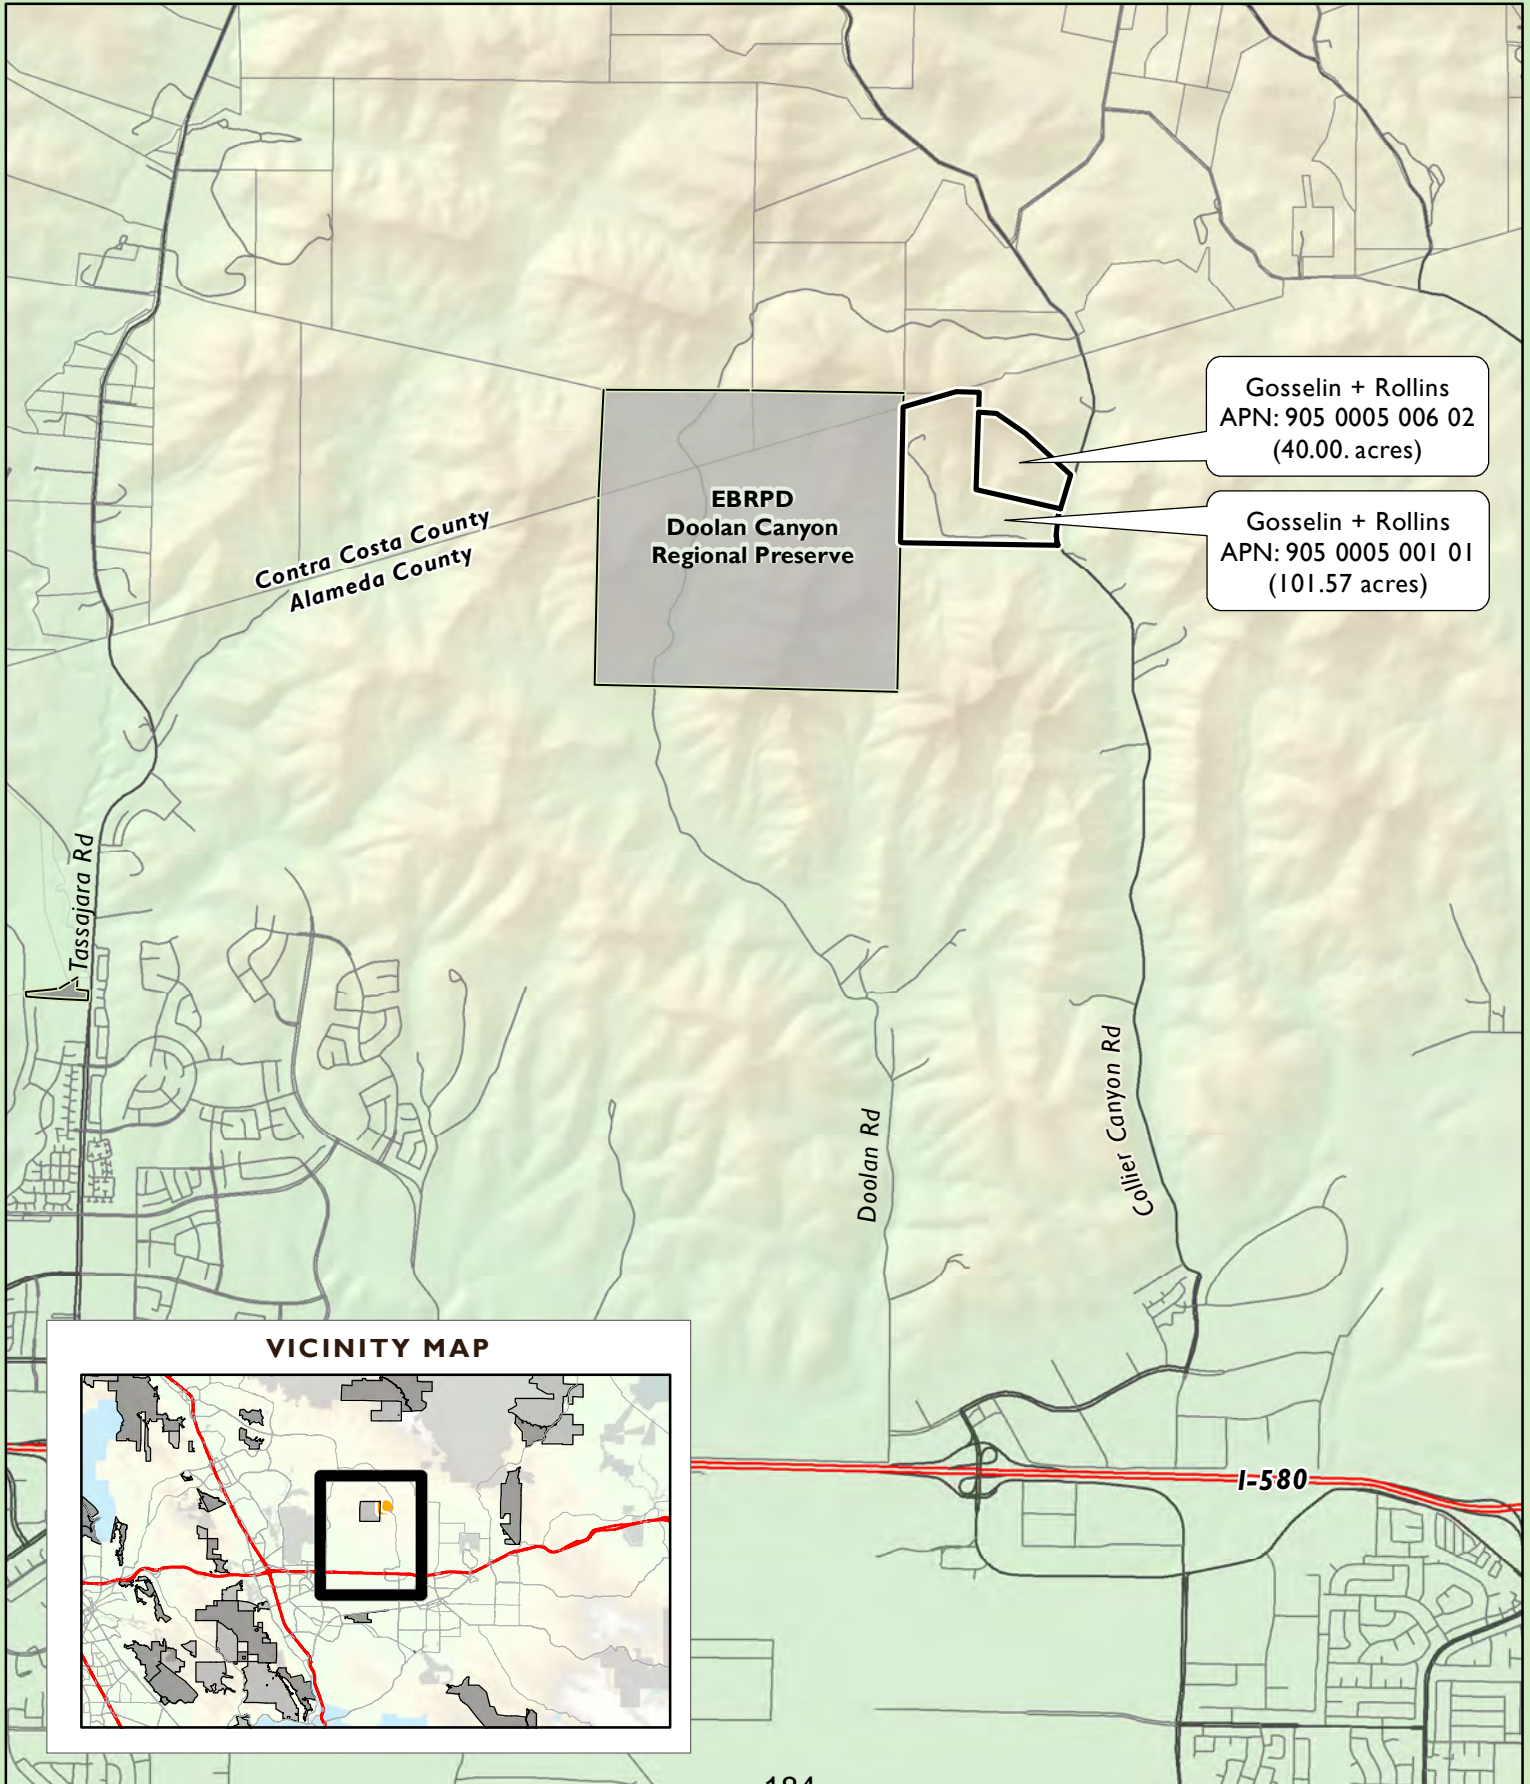 Gosselin + Rollins
APN: 905 0005 006 02
(40.00. acres)
EBRPD
Doolan Canyon
Regional Preserve
Gosselin + Rollins
APN: 905 0005 001 01
(101.57 acres)
Contra Costa County
Alameda County
Tassajara Rd
Doolan Rd
Collier Canyon Rd
VICINITY MAP
I-580
184